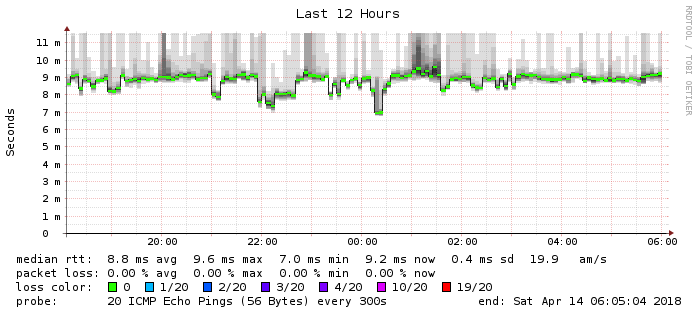 Last 12 Hours
RRDTOOL / TOBI OETIKER
Seconds
11 m
10 m
9 m
8 m
7 m
6 m
5 m
4 m
3 m
2 m
1 m
0
20:00 22:00 00:00 02:00 04:00 06:00
median rtt: 8.8 ms avg 9.6 ms max 7.0 ms min 9.2 ms now 0.4 ms sd 19.9 am/s
packet loss: 0.00 % avg 0.00 % max 0.00 % min 0.00 % now
loss color: 0 1/20 2/20 3/20 4/20 10/20 19/20
probe: 20 ICMP Echo Pings (56 Bytes) every 300s end: Sat Apr 14 06:05:04 2018